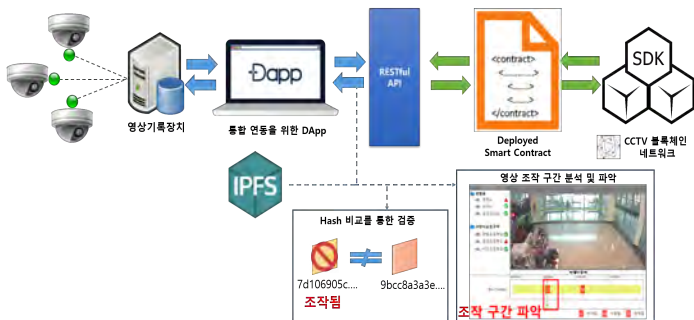 영상기록장치
Dapp
통합 연동을 위한 DApp
RESTful
API
<contract>
</contract>
Deployed
Smart Contract
SDK
CCTV 블록체인
네트워크
IPFS
Hash 비교를 통한 검증
7d106905c....
9bcc8a3a3e....
조작됨
영상 조작 구간 분석 및 파악
조작 구간 파악